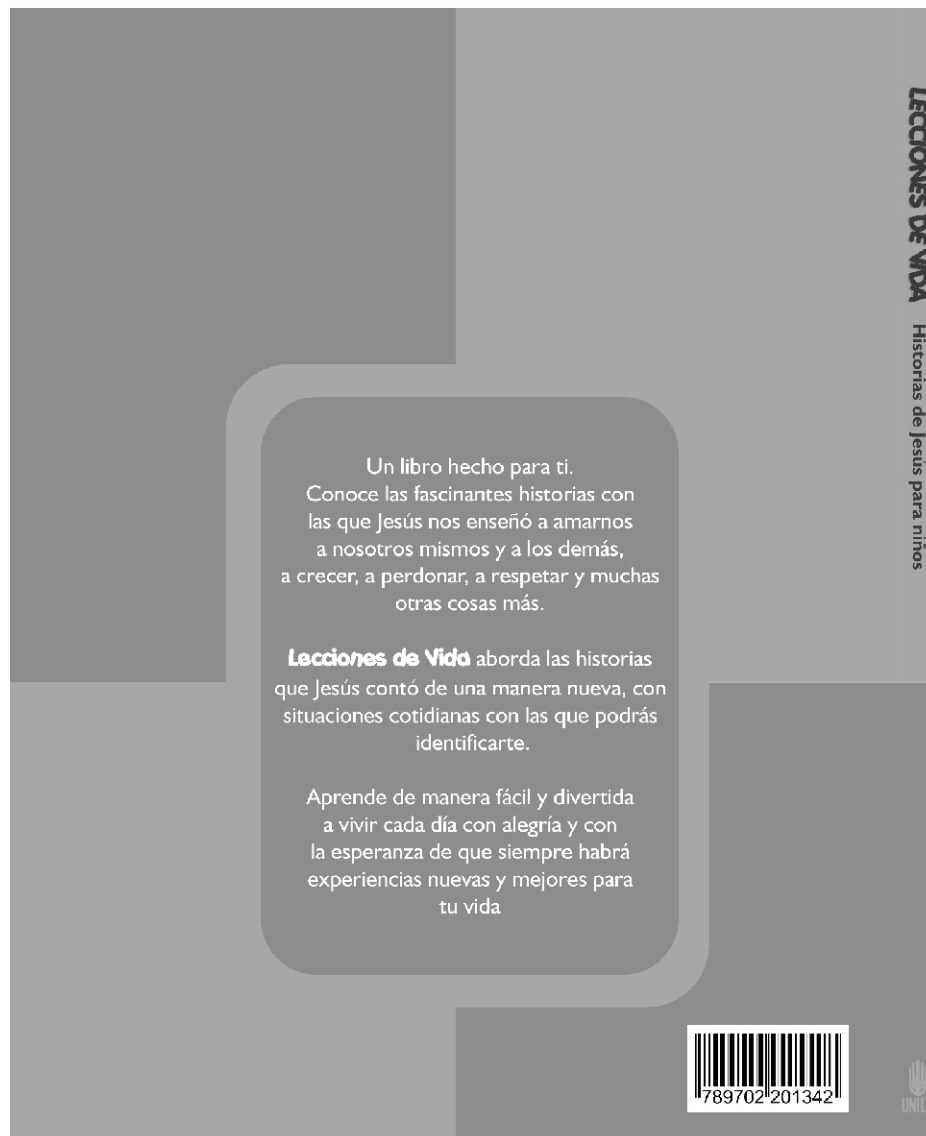 Un libro hecho para ti.
Conoce las fascinantes historias con
las que Jesús nos enseñó a amarnos
a nosotros mismos y a los demás,
a crecer, a perdonar, a respetar y muchas
otras cosas más.
Lecciones de Vida aborda las historias
que Jesús contó de una manera nueva, con
situaciones cotidianas con las que podrás
identificarte.
Aprende de manera fácil y divertida
a vivir cada día con alegría y con
la esperanza de que siempre habrá
experiencias nuevas y mejores para
tu vida
LECCIONES DE VIDA Historias de Jesús para niños
789702 201342